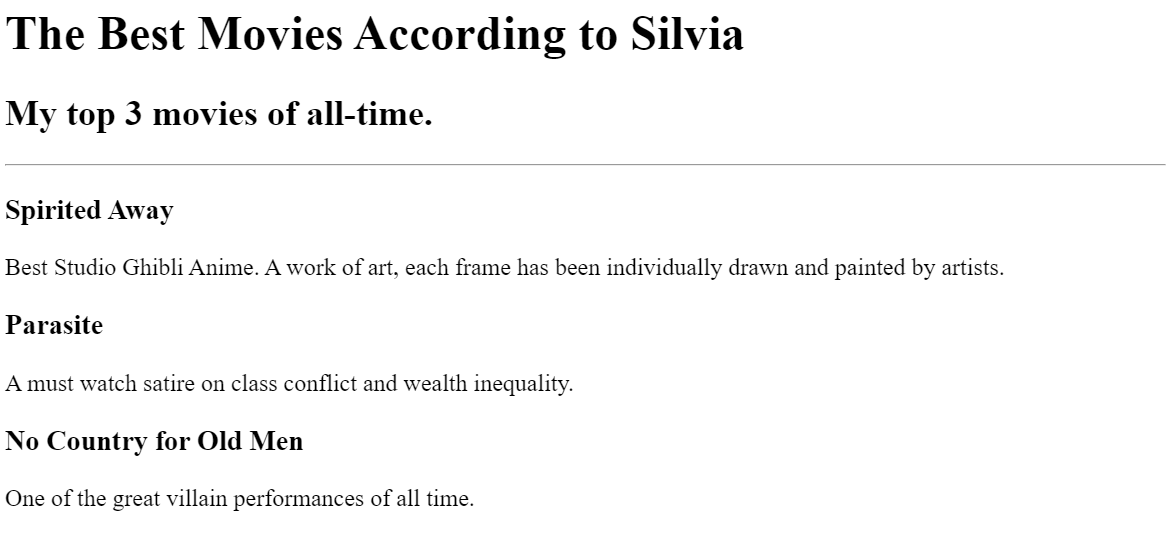 The Best Movies According to Silvia
My top 3 movies of all-time.
Spirited Away
Best Studio Ghibli Anime. A work of art, each frame has been individually drawn and painted by artists.
Parasite
A must watch satire on class conflict and wealth inequality.
No Country for Old Men
One of the great villain performances of all time.